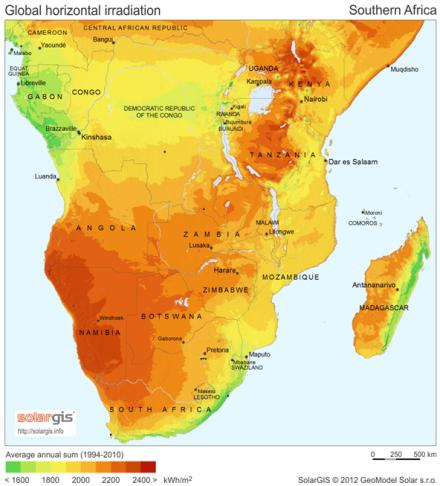 Global horizontal irradiation
Southern Africa
CAMEROON
CENTRAL AFRICAN REPUBLIC
Bangui
Yaoundé
Malabo
EQUAT
GUINEA
Libreville
GABON
CONGO
DEMOCRATIC REPUBLIC
OF THE CONGO
UGANDA
Kampala
KENYA
Nairobi
Muqdisho
Kigali
RWANDA
Bujumbura
BURUNDI
Brazzaville
Kinshasa
TANZANIA
Dar es Salaam
Luanda
Moroni
COMOROS
ANGOLA
ZAMBIA
MALAWI
Lilongwe
Lusaka
Harare
MOZAMBIQUE
ZIMBABWE
Antananarivo
MADAGASCAR
Windhoek
NAMIBIA
BOTSWANA
Gaborone
Pretoria
Maputo
Mbabane
SWAZILAND
Maseru
LESOTHO
SOUTH AFRICA
solargis
http://solargis.info
Average annual sum (1994-2010)
0 250 500 km
< 1600 1800 2000 2200 2400 > kWh/m²
SolarGIS © 2012 GeoModel Solar s.r.o.